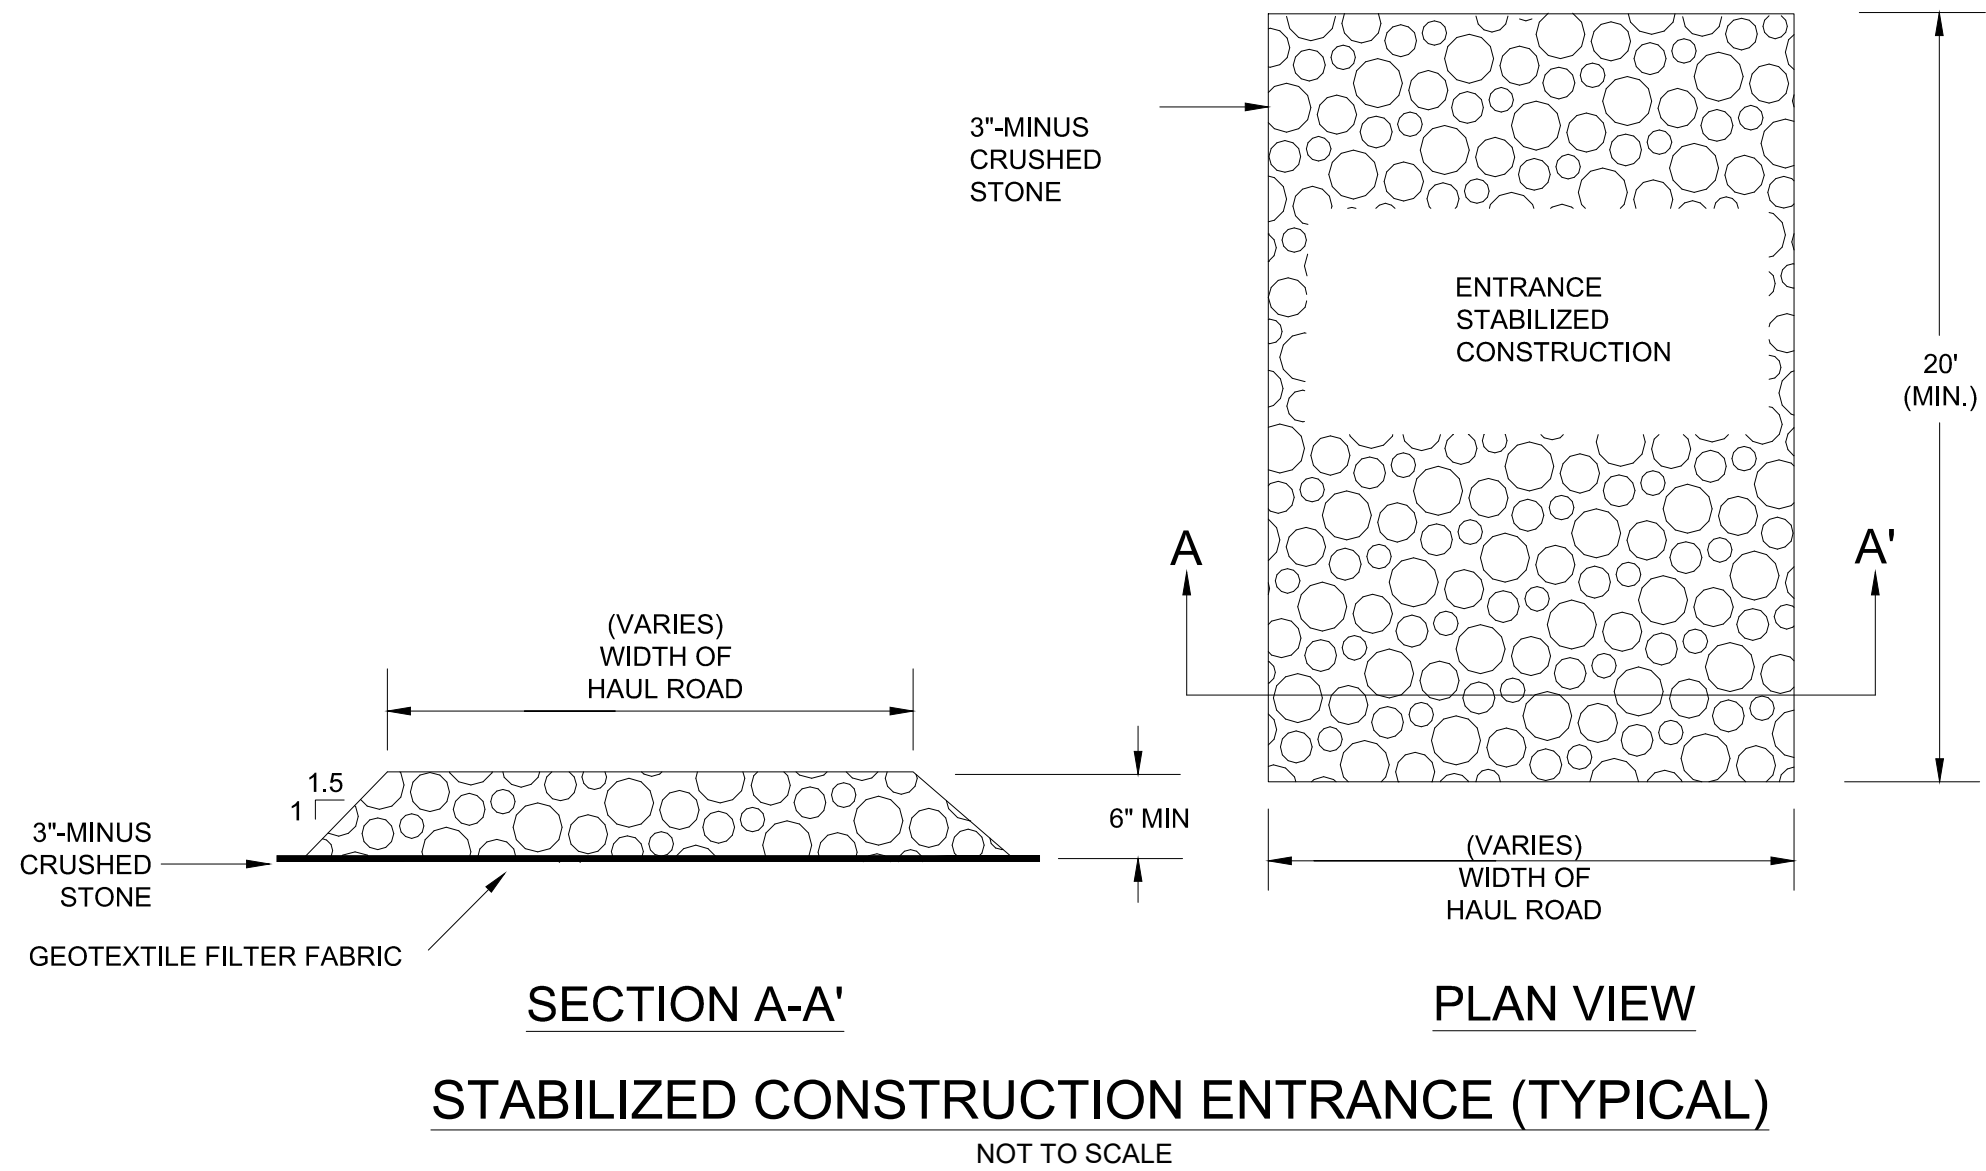 3"-MINUS
CRUSHED
STONE
ENTRANCE
STABILIZED
CONSTRUCTION
20'
(MIN.)
A
A'
(VARIES)
WIDTH OF
HAUL ROAD
1.5
1
6" MIN
3"-MINUS
CRUSHED
STONE
GEOTEXTILE FILTER FABRIC
(VARIES)
WIDTH OF
HAUL ROAD
SECTION A-A'
PLAN VIEW
STABILIZED CONSTRUCTION ENTRANCE (TYPICAL)
NOT TO SCALE